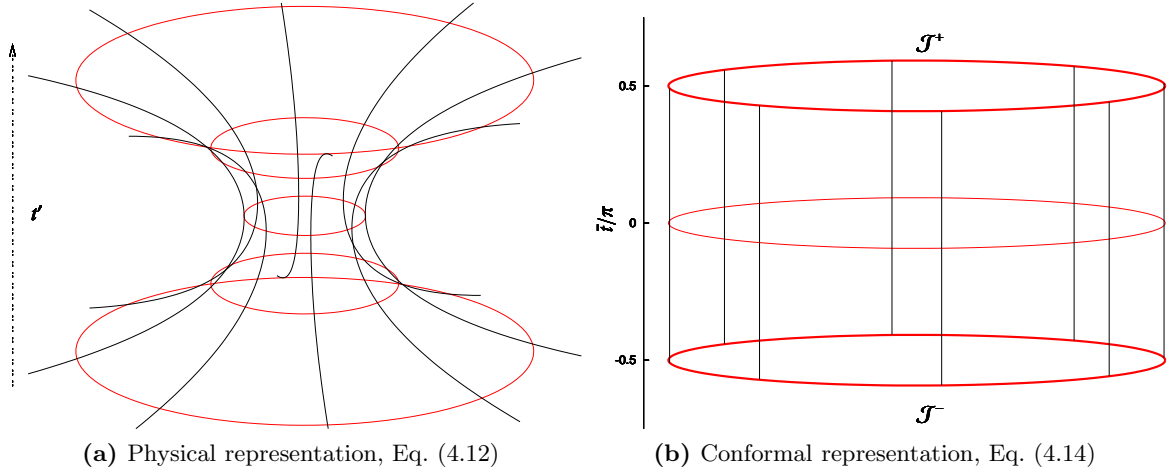 t′
(a) Physical representation, Eq. (4.12)
𝒥⁺
0.5
t̄/π
0
-0.5
𝒥⁻
(b) Conformal representation, Eq. (4.14)